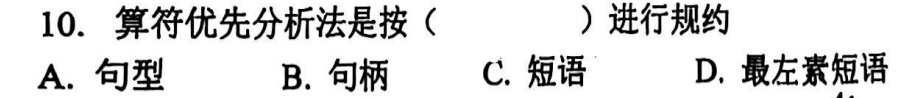 10. 算符优先分析法是按（　　　）进行规约
A. 句型　　B. 句柄　　C. 短语　　D. 最左素短语